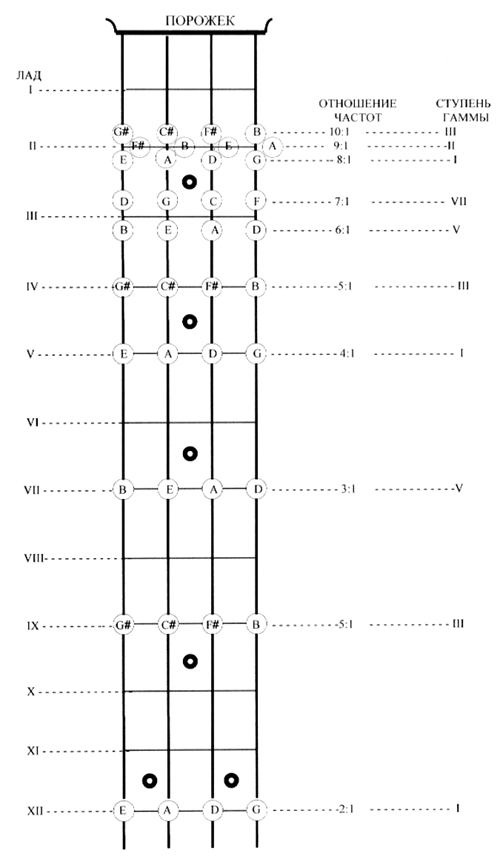 ПОРОЖЕК
ЛАД
ОТНОШЕНИЕ ЧАСТОТ
СТУПЕНЬ ГАММЫ
I
G# C# F# B 10:1 III
II F# B E A 9:1 II
E A D G 8:1 I
D G C F 7:1 VII
III
B E A D 6:1 V
IV G# C# F# B 5:1 III
V E A D G 4:1 I
VI
VII B E A D 3:1 V
VIII
IX G# C# F# B 5:1 III
X
XI
XII E A D G 2:1 I